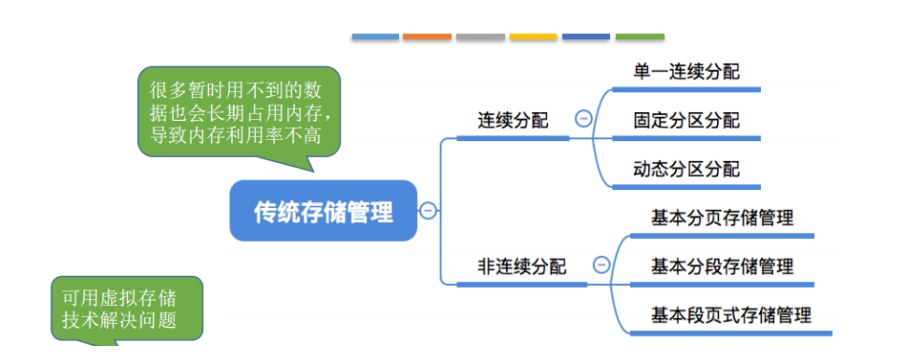 很多暂时用不到的数
据也会长期占用内存，
导致内存利用率不高
传统存储管理
连续分配
单一连续分配
固定分区分配
动态分区分配
非连续分配
基本分页存储管理
基本分段存储管理
基本段页式存储管理
可用虚拟存储
技术解决问题